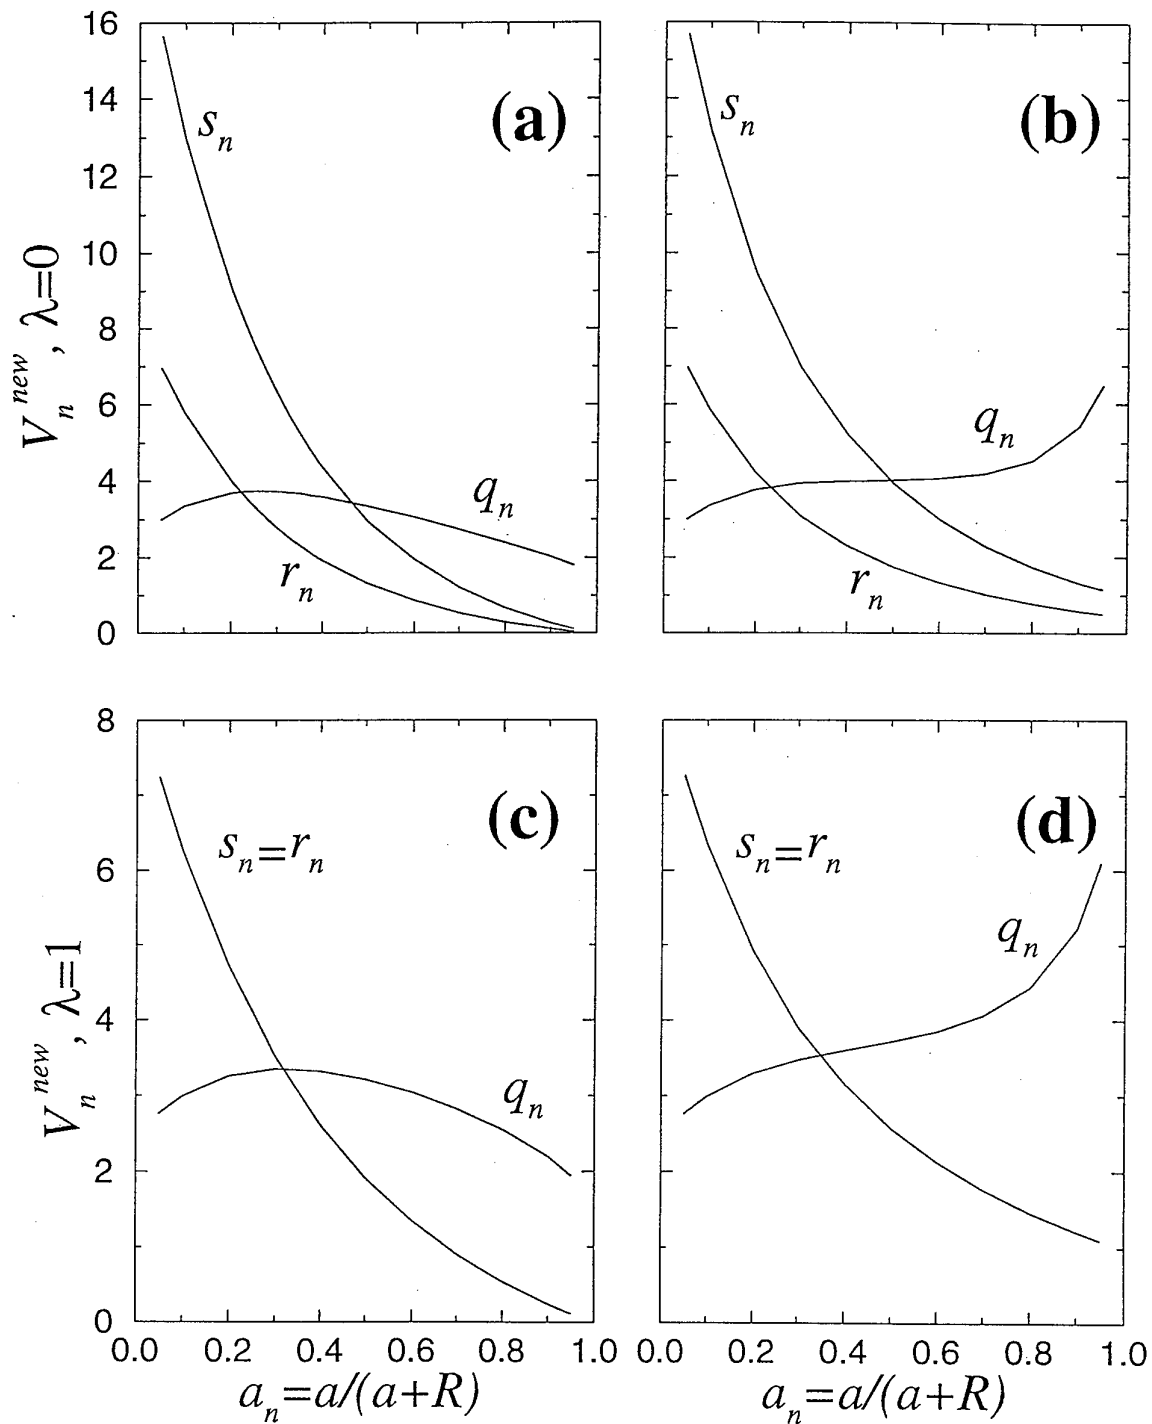 16
14
12
10
8
6
4
2
0
V_n^{new}, λ=0
(a)
s_n
q_n
r_n
(b)
s_n
q_n
r_n
8
6
4
2
0
V_n^{new}, λ=1
(c)
s_n=r_n
q_n
(d)
s_n=r_n
q_n
0.0 0.2 0.4 0.6 0.8 1.0
0.0 0.2 0.4 0.6 0.8 1.0
a_n=a/(a+R)
a_n=a/(a+R)